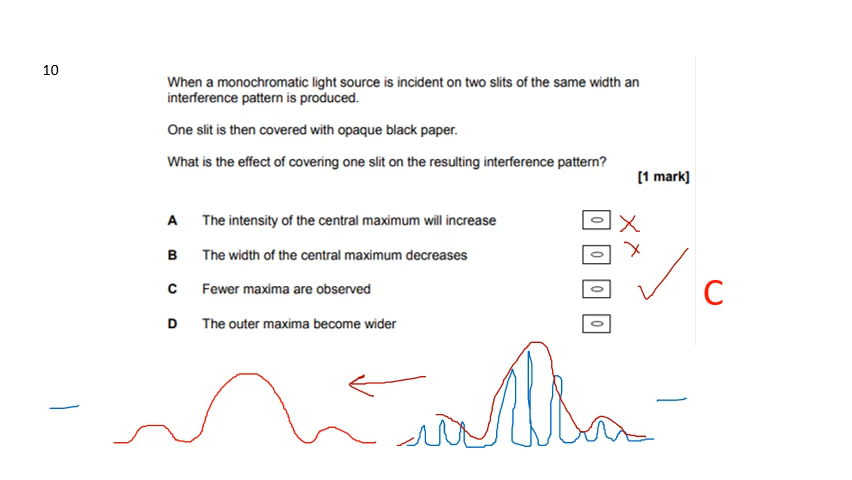 10
When a monochromatic light source is incident on two slits of the same width an
interference pattern is produced.
One slit is then covered with opaque black paper.
What is the effect of covering one slit on the resulting interference pattern?
[1 mark]
A The intensity of the central maximum will increase
B The width of the central maximum decreases
C Fewer maxima are observed
C
D The outer maxima become wider